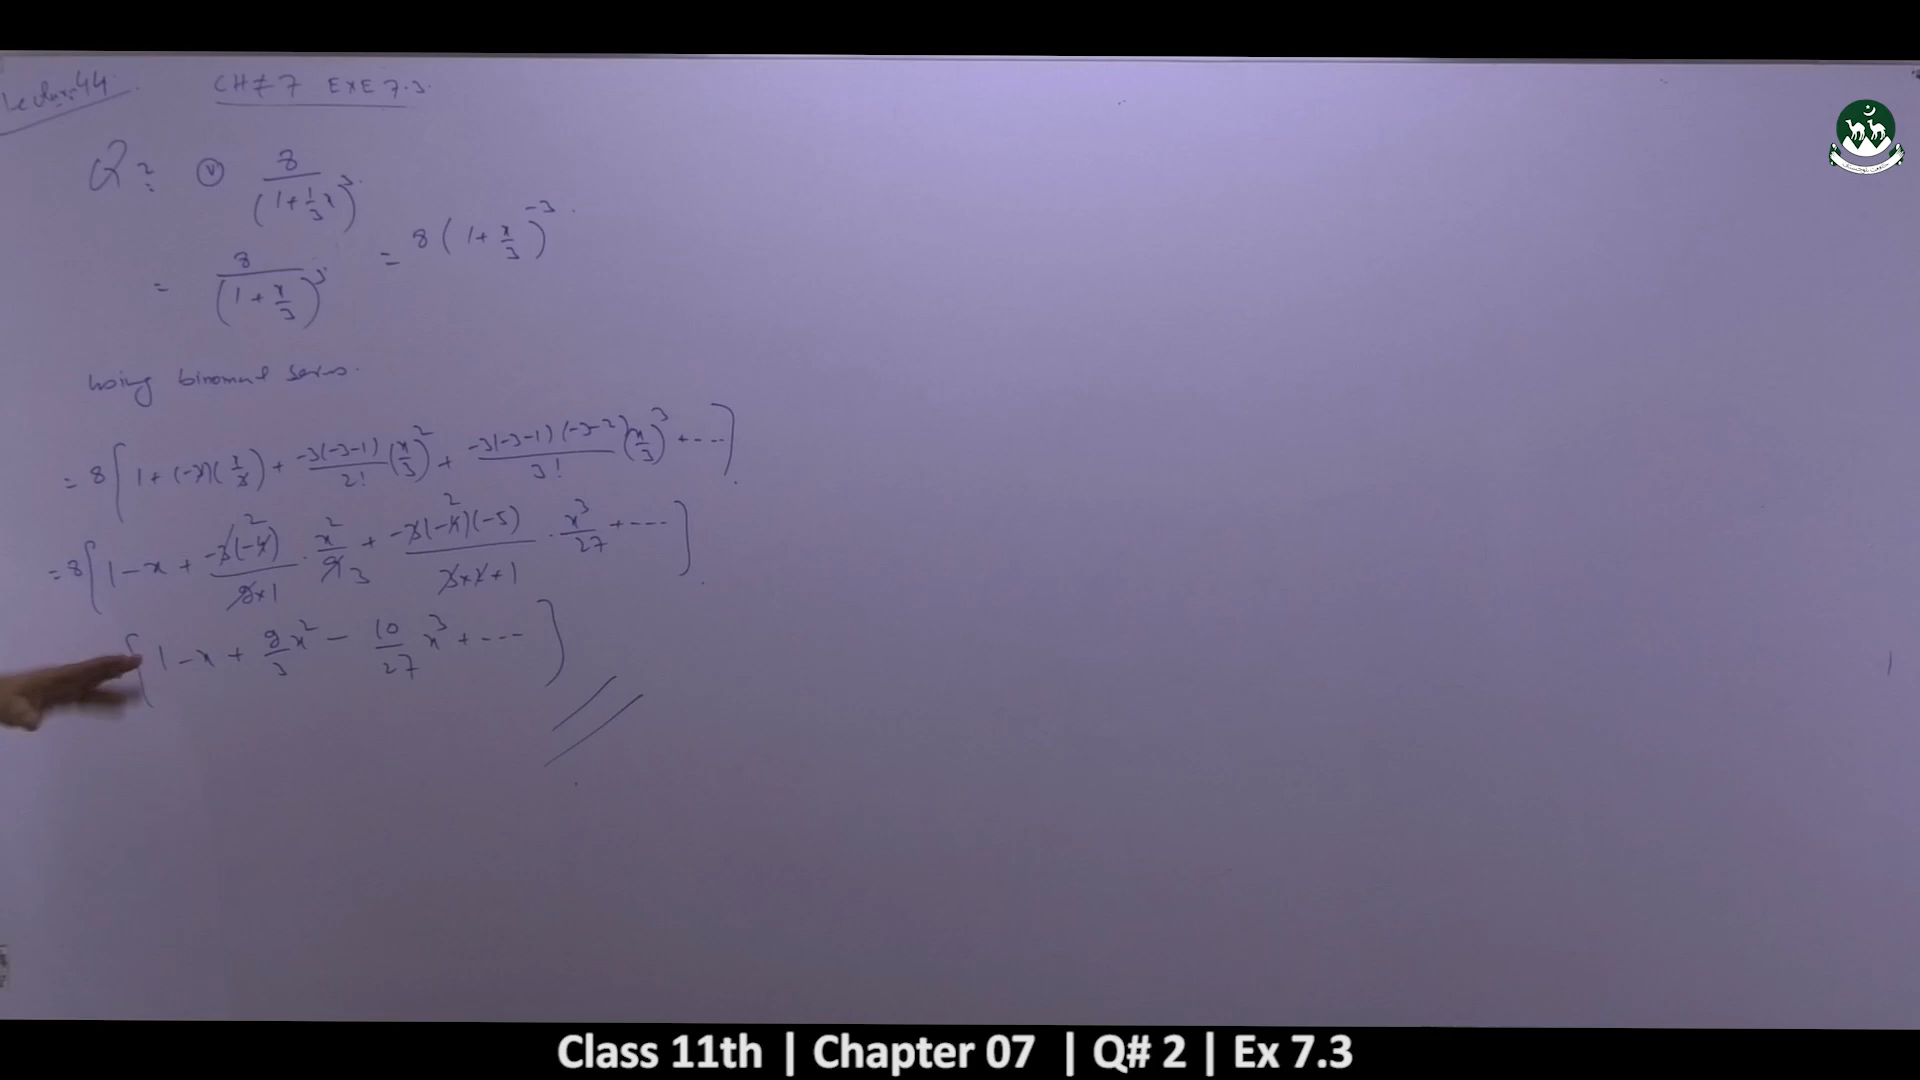 Lecture 44.
CH# 7 EXE 7.3.
Q2: (v) 8/(1+1/3 x)^3.
= 8/(1+x/3)^3 = 8(1+x/3)^-3.
Using binomial series.
= 8[1+(-3)(x/3)+ -3(-3-1)/2! (x/3)^2 + -3(-3-1)(-3-2)/3! (x/3)^3 +----]
=8[1-x+ -3(-4)/2×1 · x^2/9 + -3(-4)(-5)/3×2×1 · x^3/27 +----]
[1-x+ 2/3 x^2 - 10/27 x^3 +---]
Class 11th | Chapter 07 | Q# 2 | Ex 7.3